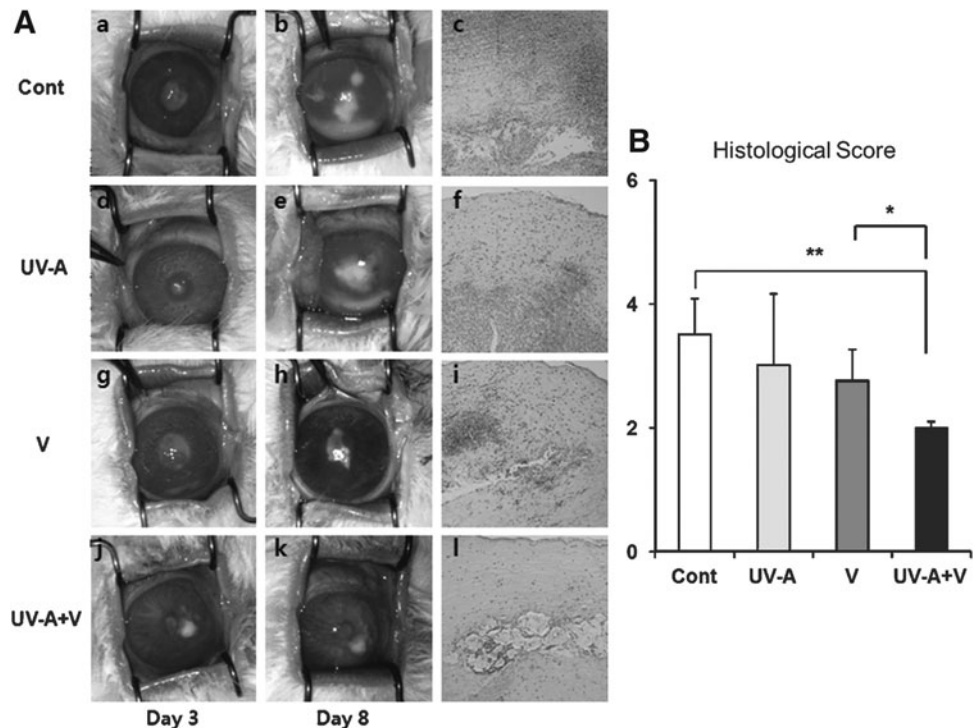 A
a
b
c
Cont
d
e
f
UV-A
g
h
i
V
j
k
l
UV-A+V
Day 3
Day 8
B
Histological Score
6
4
2
0
*
**
Cont
UV-A
V
UV-A+V